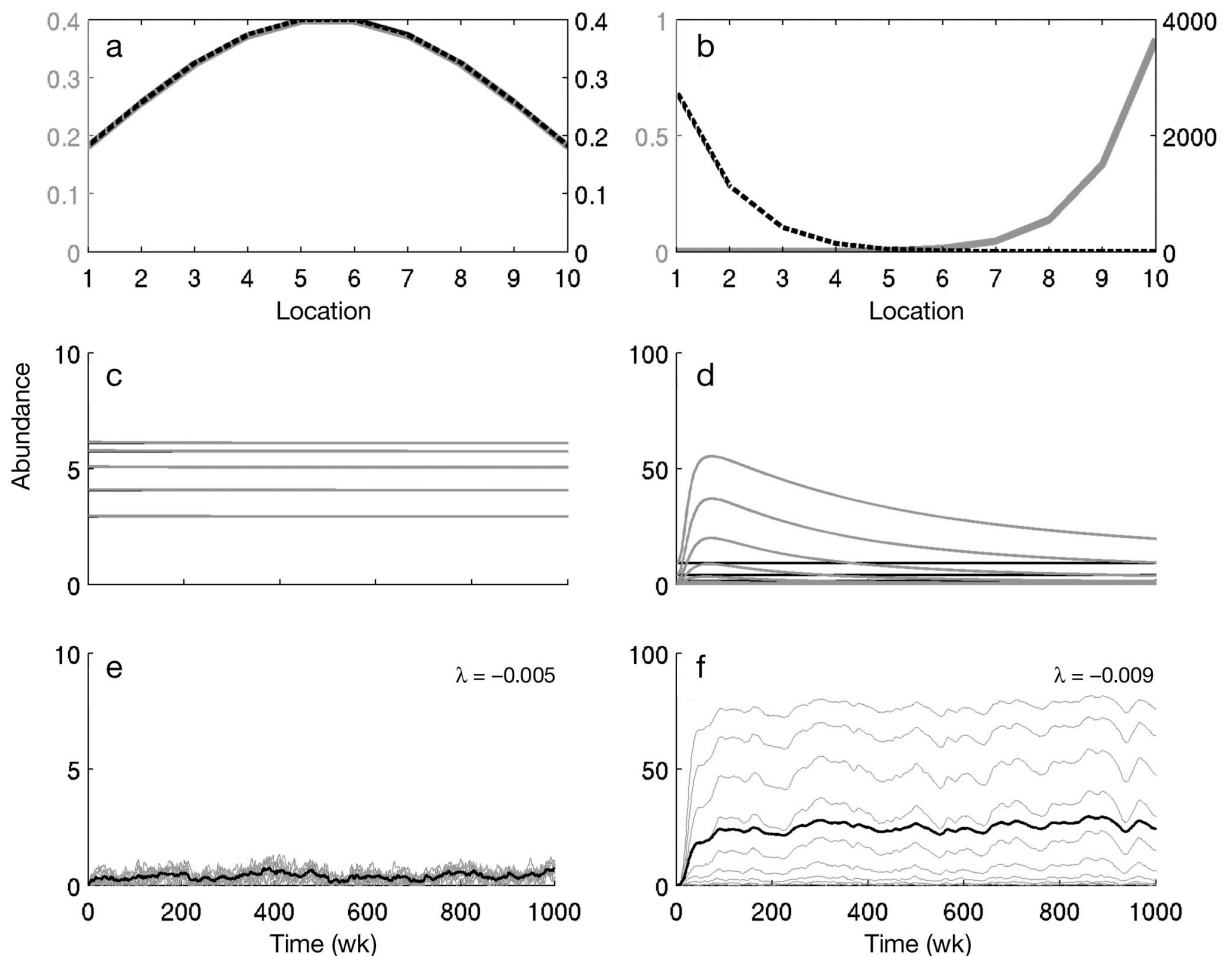 0.4 0.4 1 4000
a b
0.3 0.3
0.2 0.2 0.5 2000
0.1 0.1
0 0 0 0
1 2 3 4 5 6 7 8 9 10 1 2 3 4 5 6 7 8 9 10
Location Location
10 100
c d
Abundance
5 50
0 0
10 100
e λ = −0.005 f λ = −0.009
5 50
0 0
0 200 400 600 800 1000 0 200 400 600 800 1000
Time (wk) Time (wk)